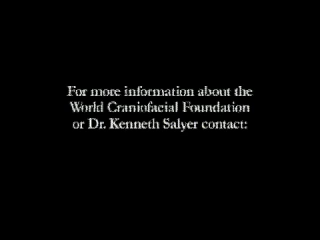 For more information about the
World Craniofacial Foundation
or Dr. Kenneth Salyer contact: